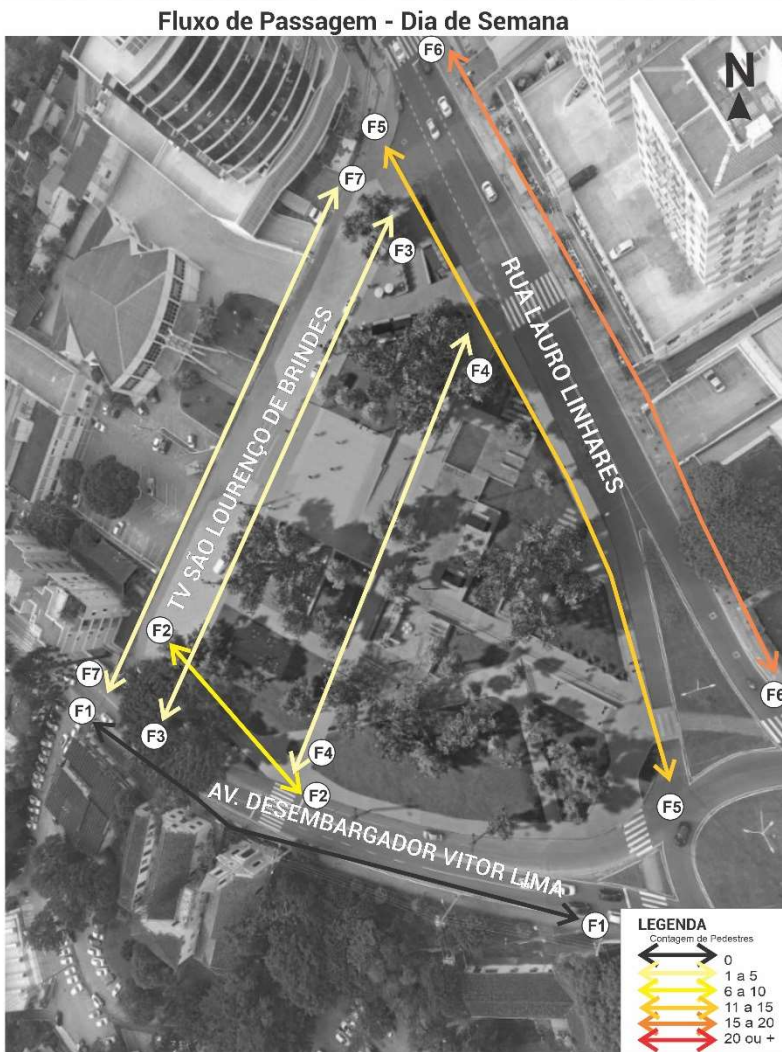 Fluxo de Passagem - Dia de Semana
F6
N
F5
F7
F3
RUA LAURO LINHARES
F4
TV SÃO LOURENÇO DE BRINDES
F2
F7
F6
F1
F3
F4
F2
F5
AV. DESEMBARGADOR VITOR LIMA
F1
LEGENDA
Contagem de Pedestres
0
1 a 5
6 a 10
11 a 15
15 a 20
20 ou +